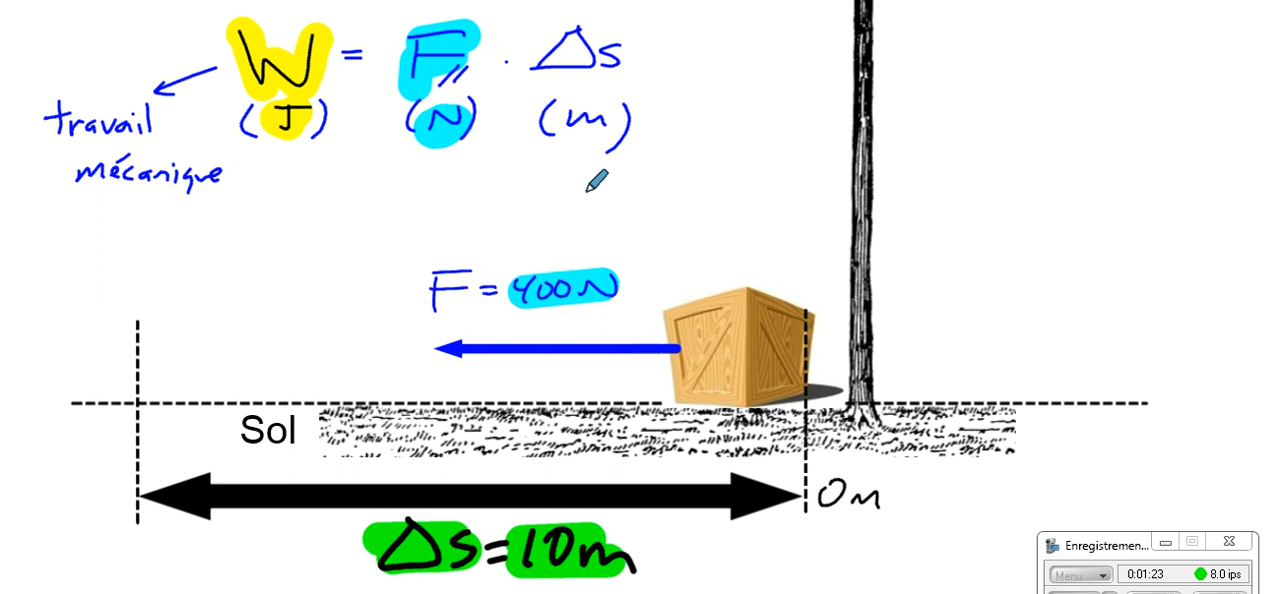 W = F// · Δs
(J) (N) (m)
travail
mécanique
F = 400N
Sol
0m
Δs = 10m
Enregistremen...
Menu 0:01:23 8.0 ips